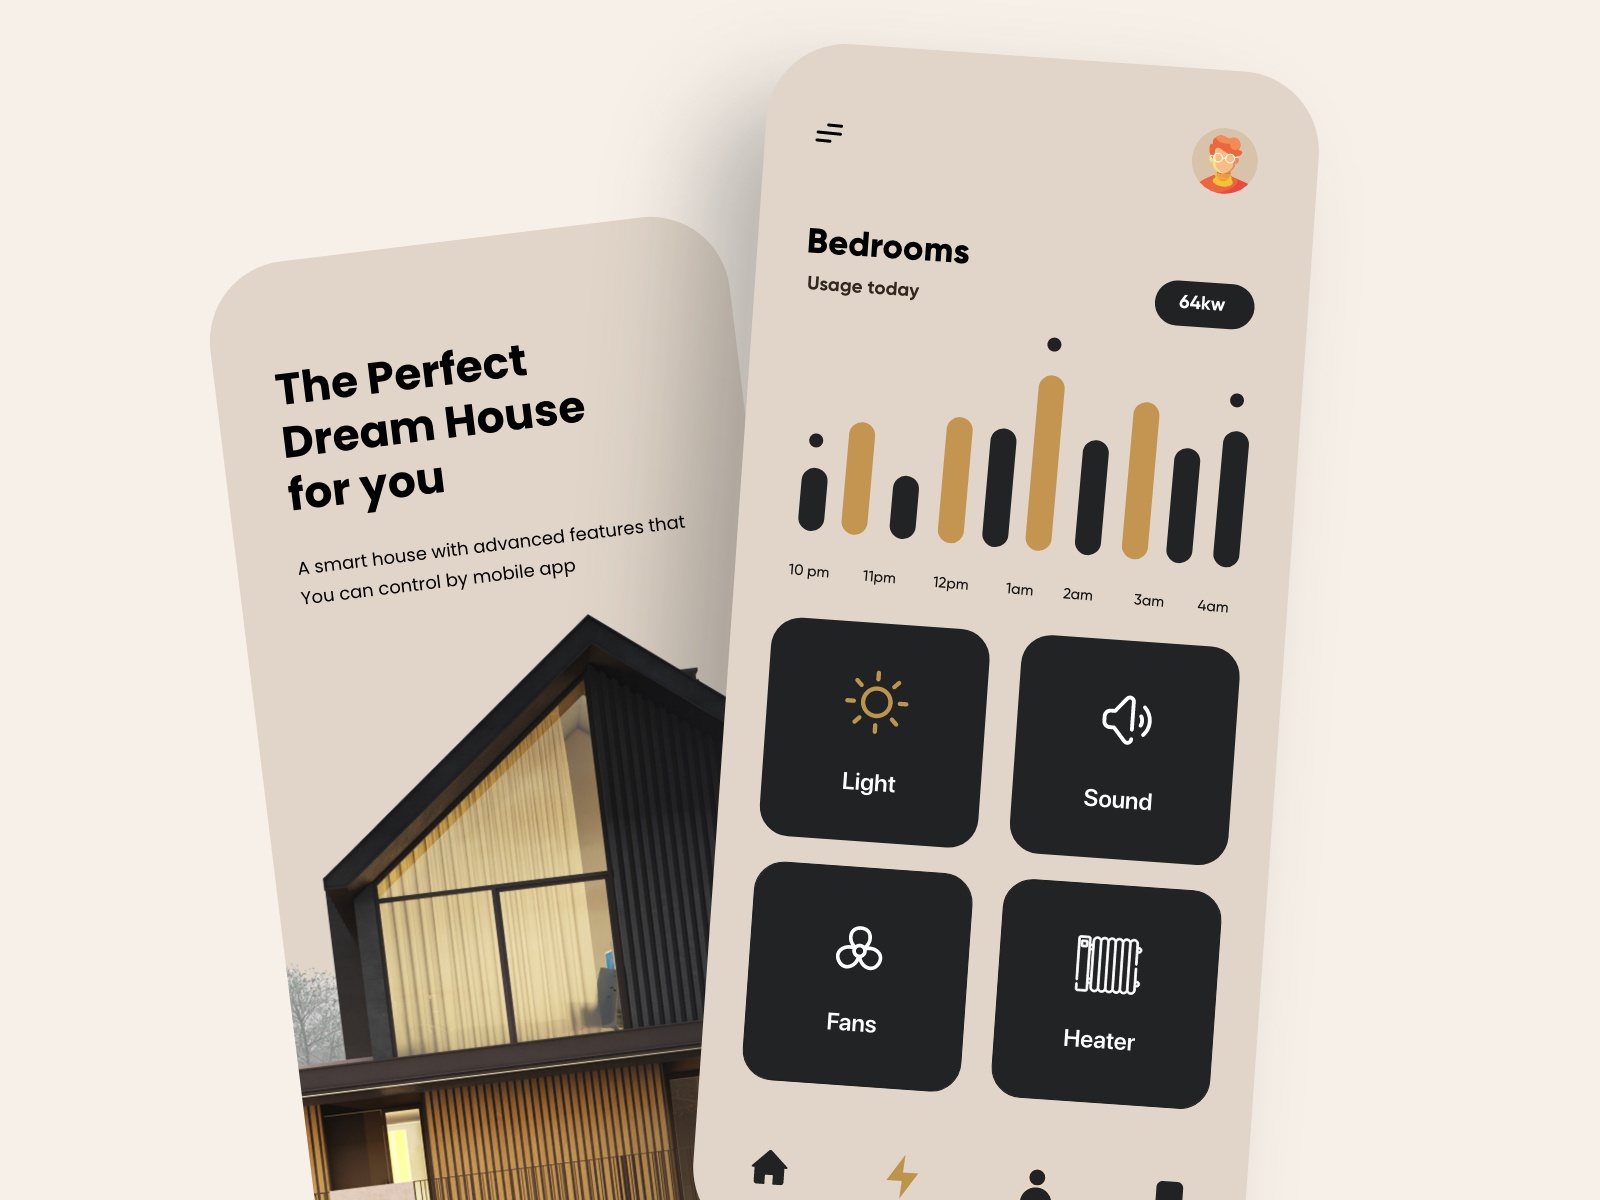 The Perfect
Dream House
for you
A smart house with advanced features that
You can control by mobile app
Bedrooms
Usage today
64kw
10 pm
11pm
12pm
1am
2am
3am
4am
Light
Sound
Fans
Heater